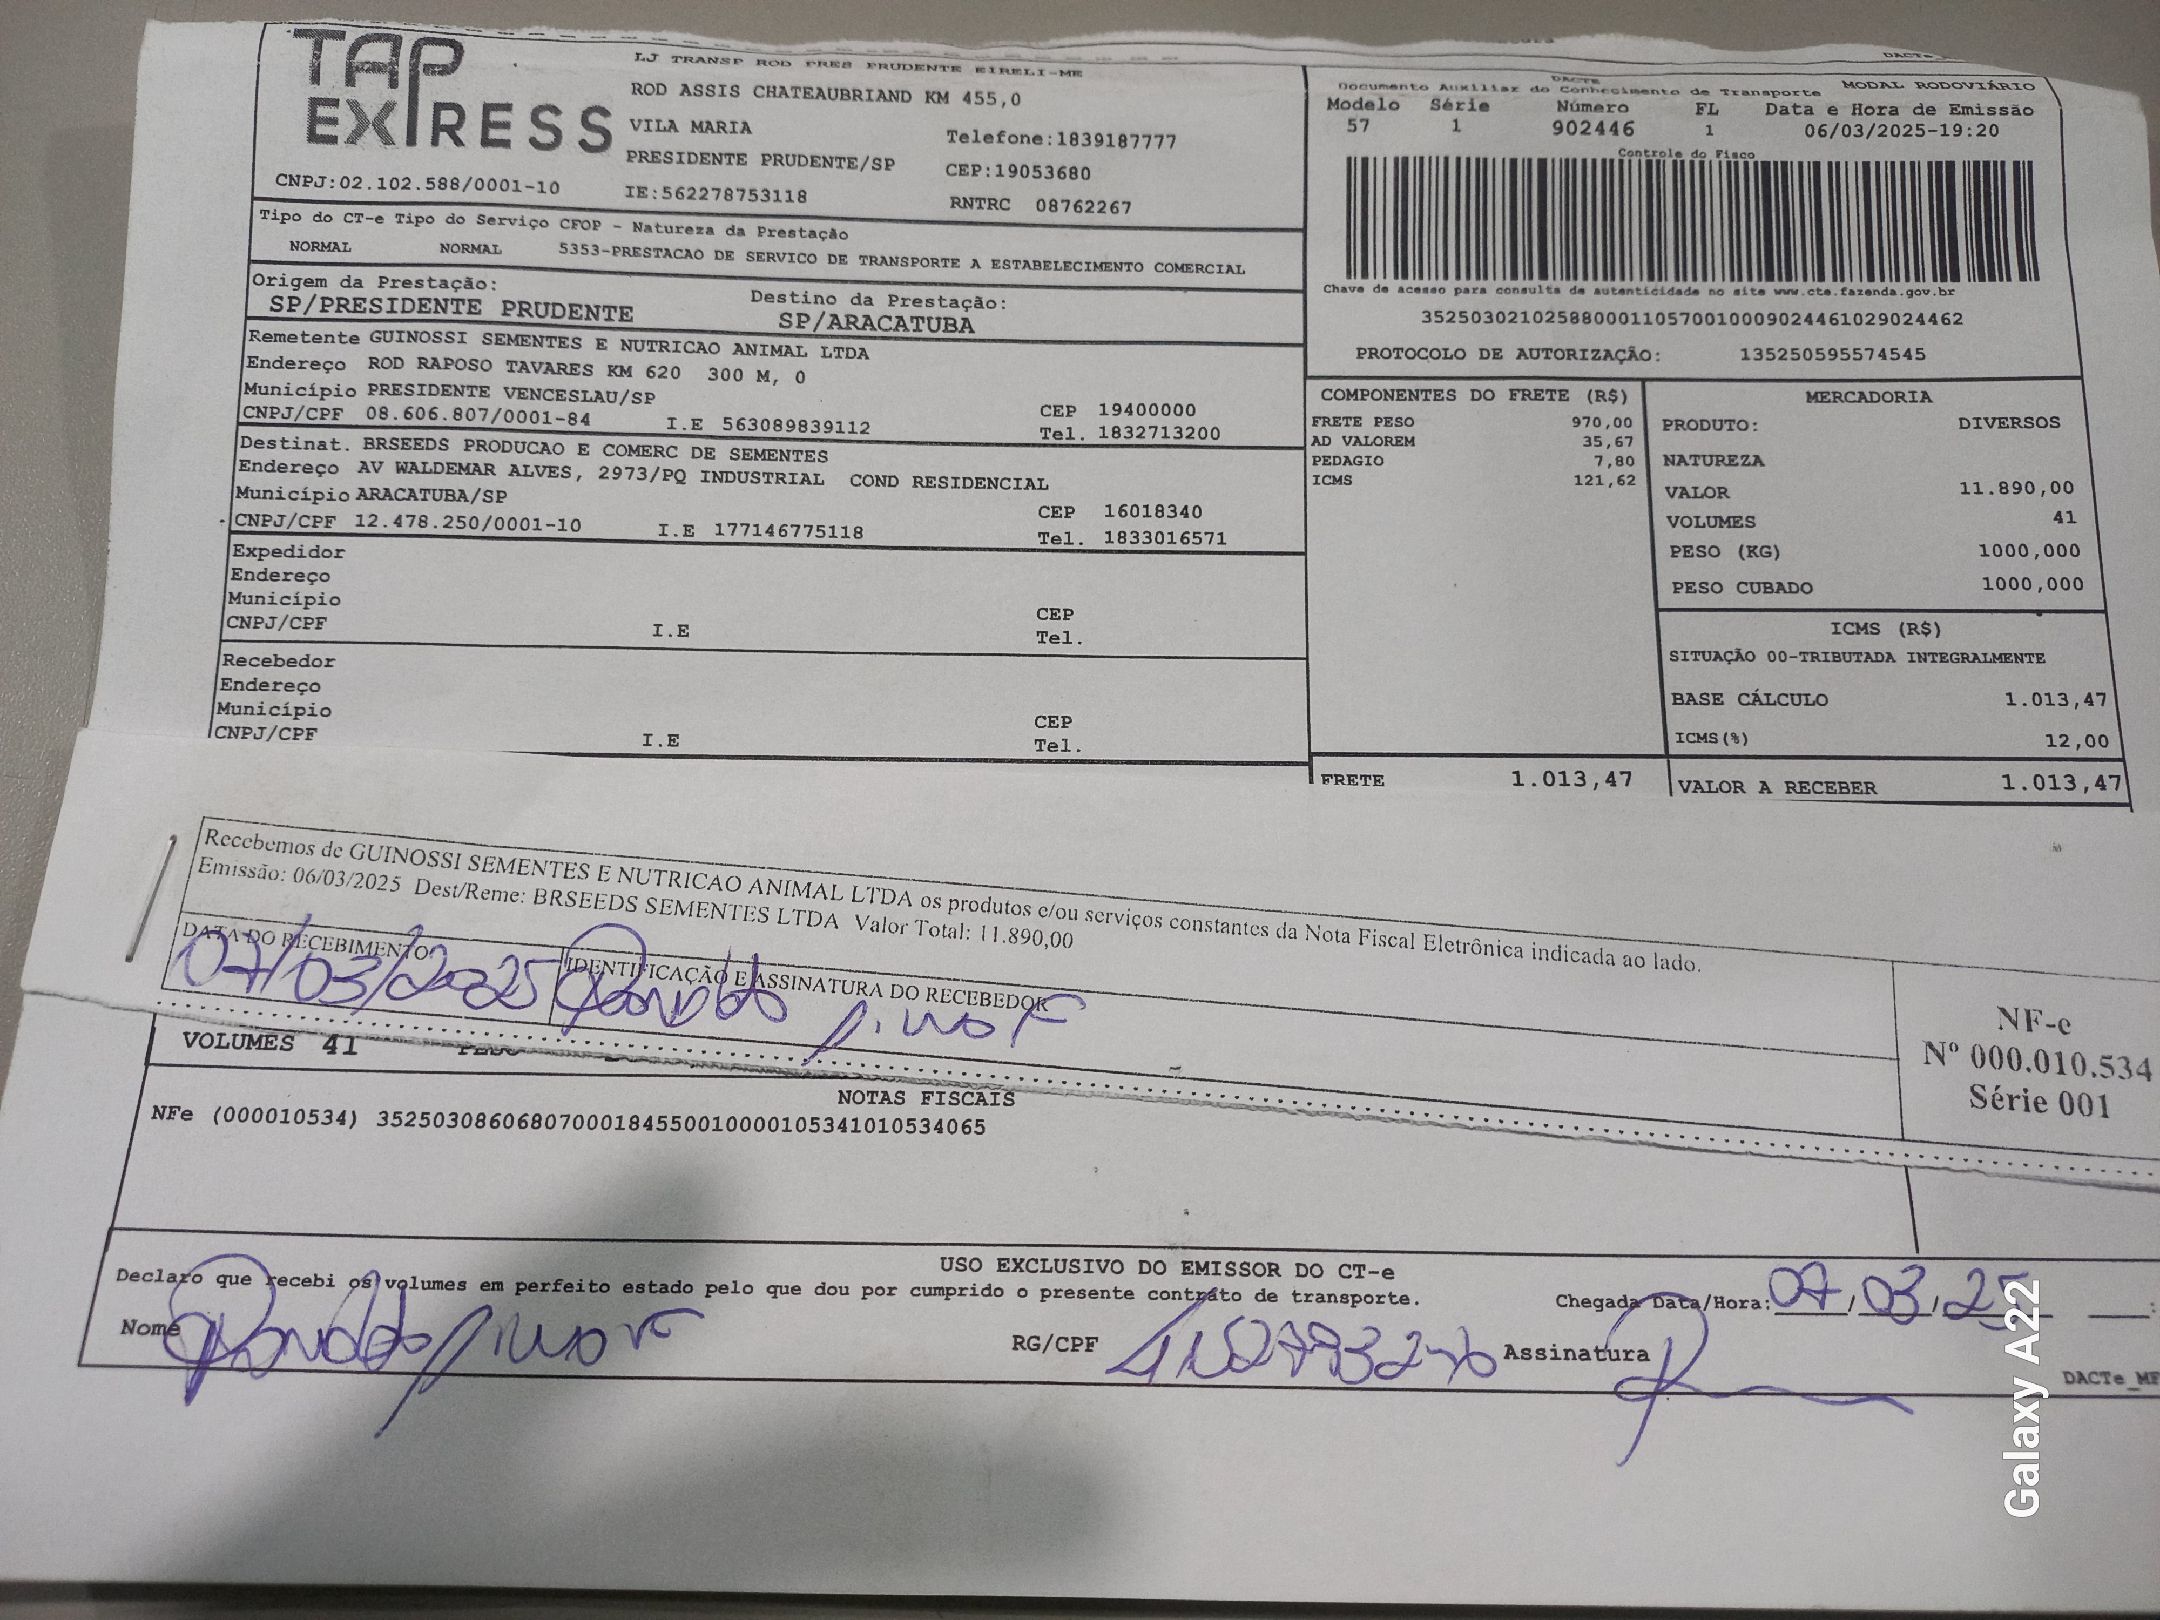 TAP EXPRESS
LJ TRANSP ROD PRES PRUDENTE EIRELI-ME
ROD ASSIS CHATEAUBRIAND KM 455,0
VILA MARIA Telefone:1839187777
PRESIDENTE PRUDENTE/SP CEP:19053680
CNPJ:02.102.588/0001-10 IE:562278753118 RNTRC 08762267
Tipo do CT-e Tipo do Serviço CFOP - Natureza da Prestação
NORMAL NORMAL 5353-PRESTACAO DE SERVICO DE TRANSPORTE A ESTABELECIMENTO COMERCIAL
Origem da Prestação: Destino da Prestação:
SP/PRESIDENTE PRUDENTE SP/ARACATUBA
Remetente GUINOSSI SEMENTES E NUTRICAO ANIMAL LTDA
Endereço ROD RAPOSO TAVARES KM 620 300 M, 0
Município PRESIDENTE VENCESLAU/SP CEP 19400000
CNPJ/CPF 08.606.807/0001-84 I.E 563089839112 Tel. 1832713200
Destinat. BRSEEDS PRODUCAO E COMERC DE SEMENTES
Endereço AV WALDEMAR ALVES, 2973/PQ INDUSTRIAL COND RESIDENCIAL
Município ARACATUBA/SP CEP 16018340
CNPJ/CPF 12.478.250/0001-10 I.E 177146775118 Tel. 1833016571
Expedidor
Endereço
Município CEP
CNPJ/CPF I.E Tel.
Recebedor
Endereço
Município CEP
CNPJ/CPF I.E Tel.
DACTE
Documento Auxiliar do Conhecimento de Transporte MODAL RODOVIÁRIO
Modelo Série Número FL Data e Hora de Emissão
57 1 902446 1 06/03/2025-19:20
Controle do Fisco
Chave de acesso para consulta de autenticidade no site www.cte.fazenda.gov.br
35250302102588000110570010009024461029024462
PROTOCOLO DE AUTORIZAÇÃO: 135250595574545
COMPONENTES DO FRETE (R$)
FRETE PESO 970,00
AD VALOREM 35,67
PEDAGIO 7,80
ICMS 121,62
FRETE 1.013,47
MERCADORIA
PRODUTO: DIVERSOS
NATUREZA
VALOR 11.890,00
VOLUMES 41
PESO (KG) 1000,000
PESO CUBADO 1000,000
ICMS (R$)
SITUAÇÃO 00-TRIBUTADA INTEGRALMENTE
BASE CÁLCULO 1.013,47
ICMS(%) 12,00
VALOR A RECEBER 1.013,47
Recebemos de GUINOSSI SEMENTES E NUTRICAO ANIMAL LTDA os produtos e/ou serviços constantes da Nota Fiscal Eletrônica indicada ao lado.
Emissão: 06/03/2025 Dest/Reme: BRSEEDS SEMENTES LTDA Valor Total: 11.890,00
DATA DO RECEBIMENTO IDENTIFICAÇÃO E ASSINATURA DO RECEBEDOR
07/03/2025
NF-e
Nº 000.010.534
Série 001
VOLUMES 41
NOTAS FISCAIS
NFe (000010534) 35250308606807000184550010000105341010534065
USO EXCLUSIVO DO EMISSOR DO CT-e
Declaro que recebi os volumes em perfeito estado pelo que dou por cumprido o presente contrato de transporte.
Chegada Data/Hora: 07/03/25 :
Nome RG/CPF Assinatura
DACTe_MF
Galaxy A22